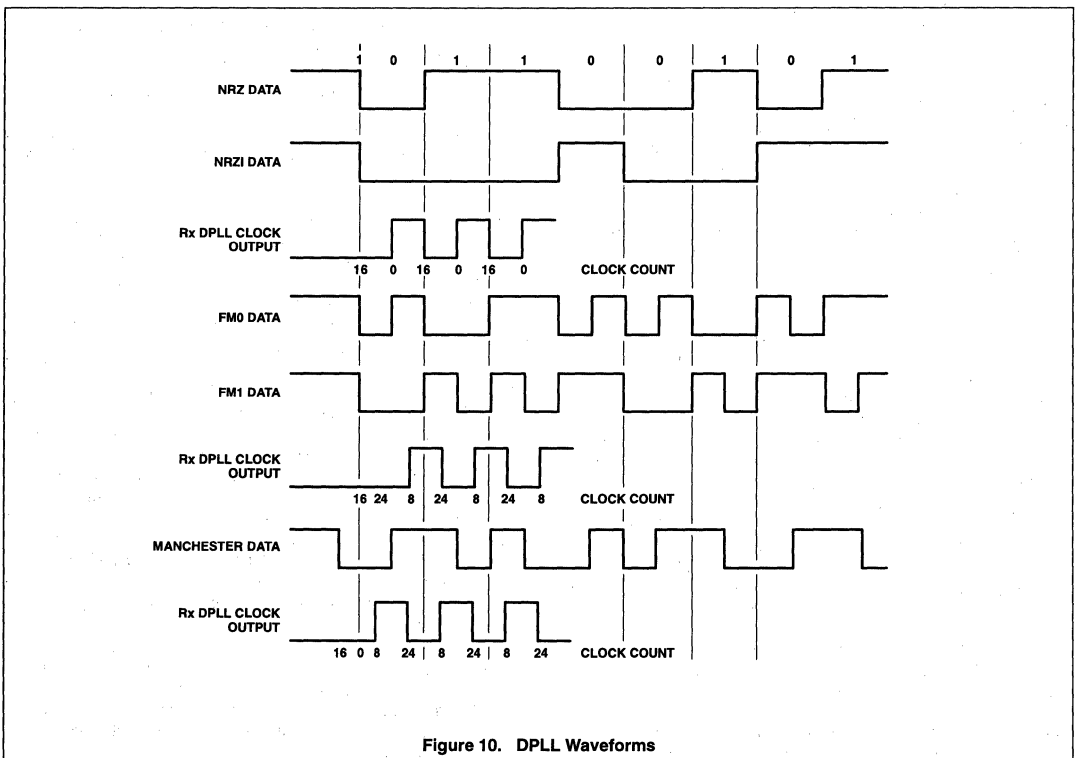 1 0 1 1 0 0 1 0 1
NRZ DATA
NRZI DATA
Rx DPLL CLOCK
OUTPUT
16 0 16 0 16 0 CLOCK COUNT
FM0 DATA
FM1 DATA
Rx DPLL CLOCK
OUTPUT
16 24 8 24 8 24 8 CLOCK COUNT
MANCHESTER DATA
Rx DPLL CLOCK
OUTPUT
16 0 8 24 8 24 8 24 CLOCK COUNT
Figure 10. DPLL Waveforms